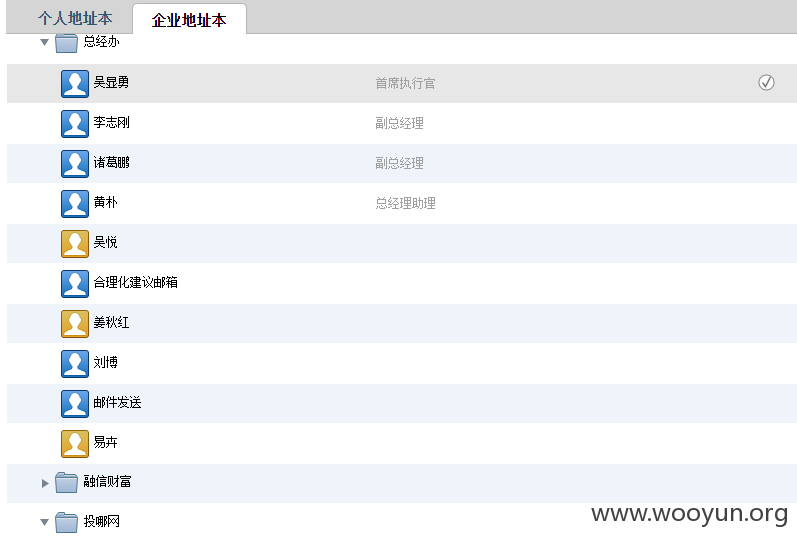 个人地址本 企业地址本
总经办
吴显勇 首席执行官
李志刚 副总经理
诸葛鹏 副总经理
黄朴 总经理助理
吴悦
合理化建议邮箱
姜秋红
刘博
邮件发送
易卉
融信财富
投哪网
www.wooyun.org